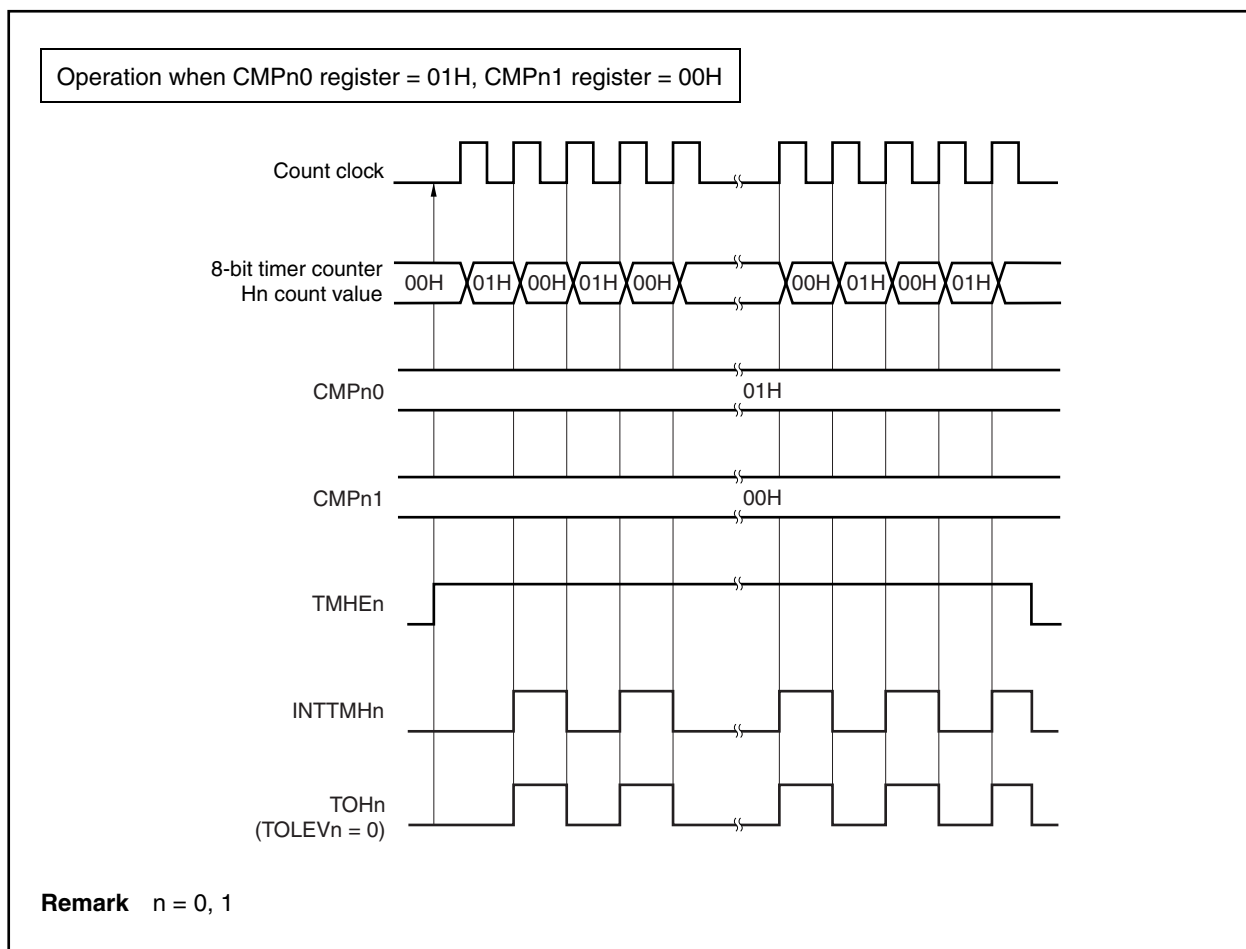 Operation when CMPn0 register = 01H, CMPn1 register = 00H
Count clock
8-bit timer counter
Hn count value
00H 01H 00H 01H 00H 00H 01H 00H 01H
CMPn0
01H
CMPn1
00H
TMHEn
INTTMHn
TOHn
(TOLEVn = 0)
Remark n = 0, 1